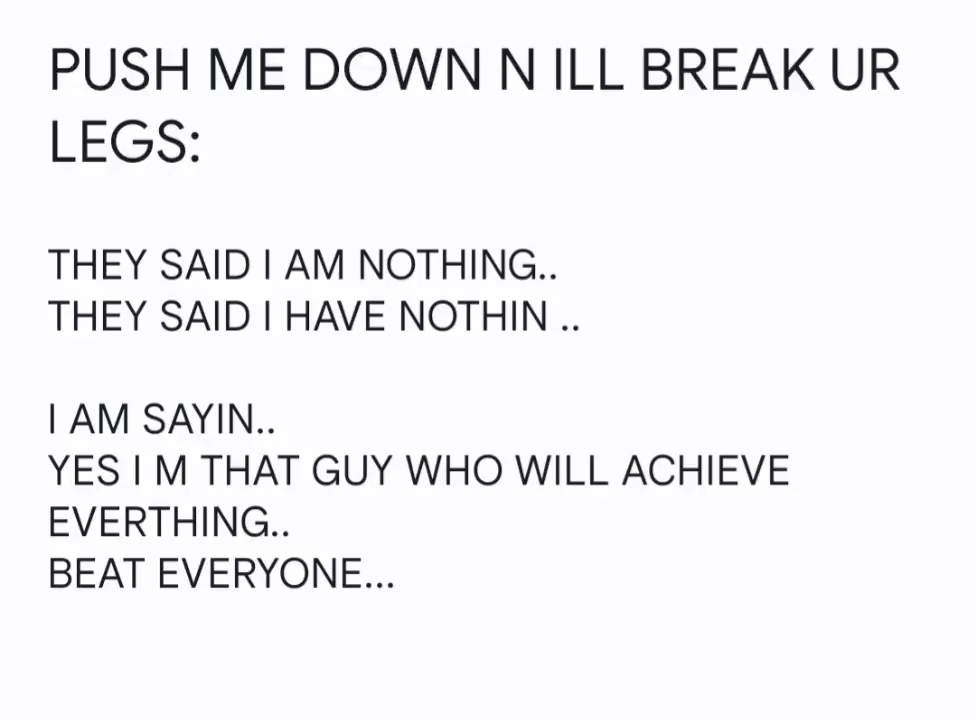 PUSH ME DOWN N ILL BREAK UR
LEGS:
THEY SAID I AM NOTHING..
THEY SAID I HAVE NOTHIN ..
I AM SAYIN..
YES I M THAT GUY WHO WILL ACHIEVE
EVERTHING..
BEAT EVERYONE...